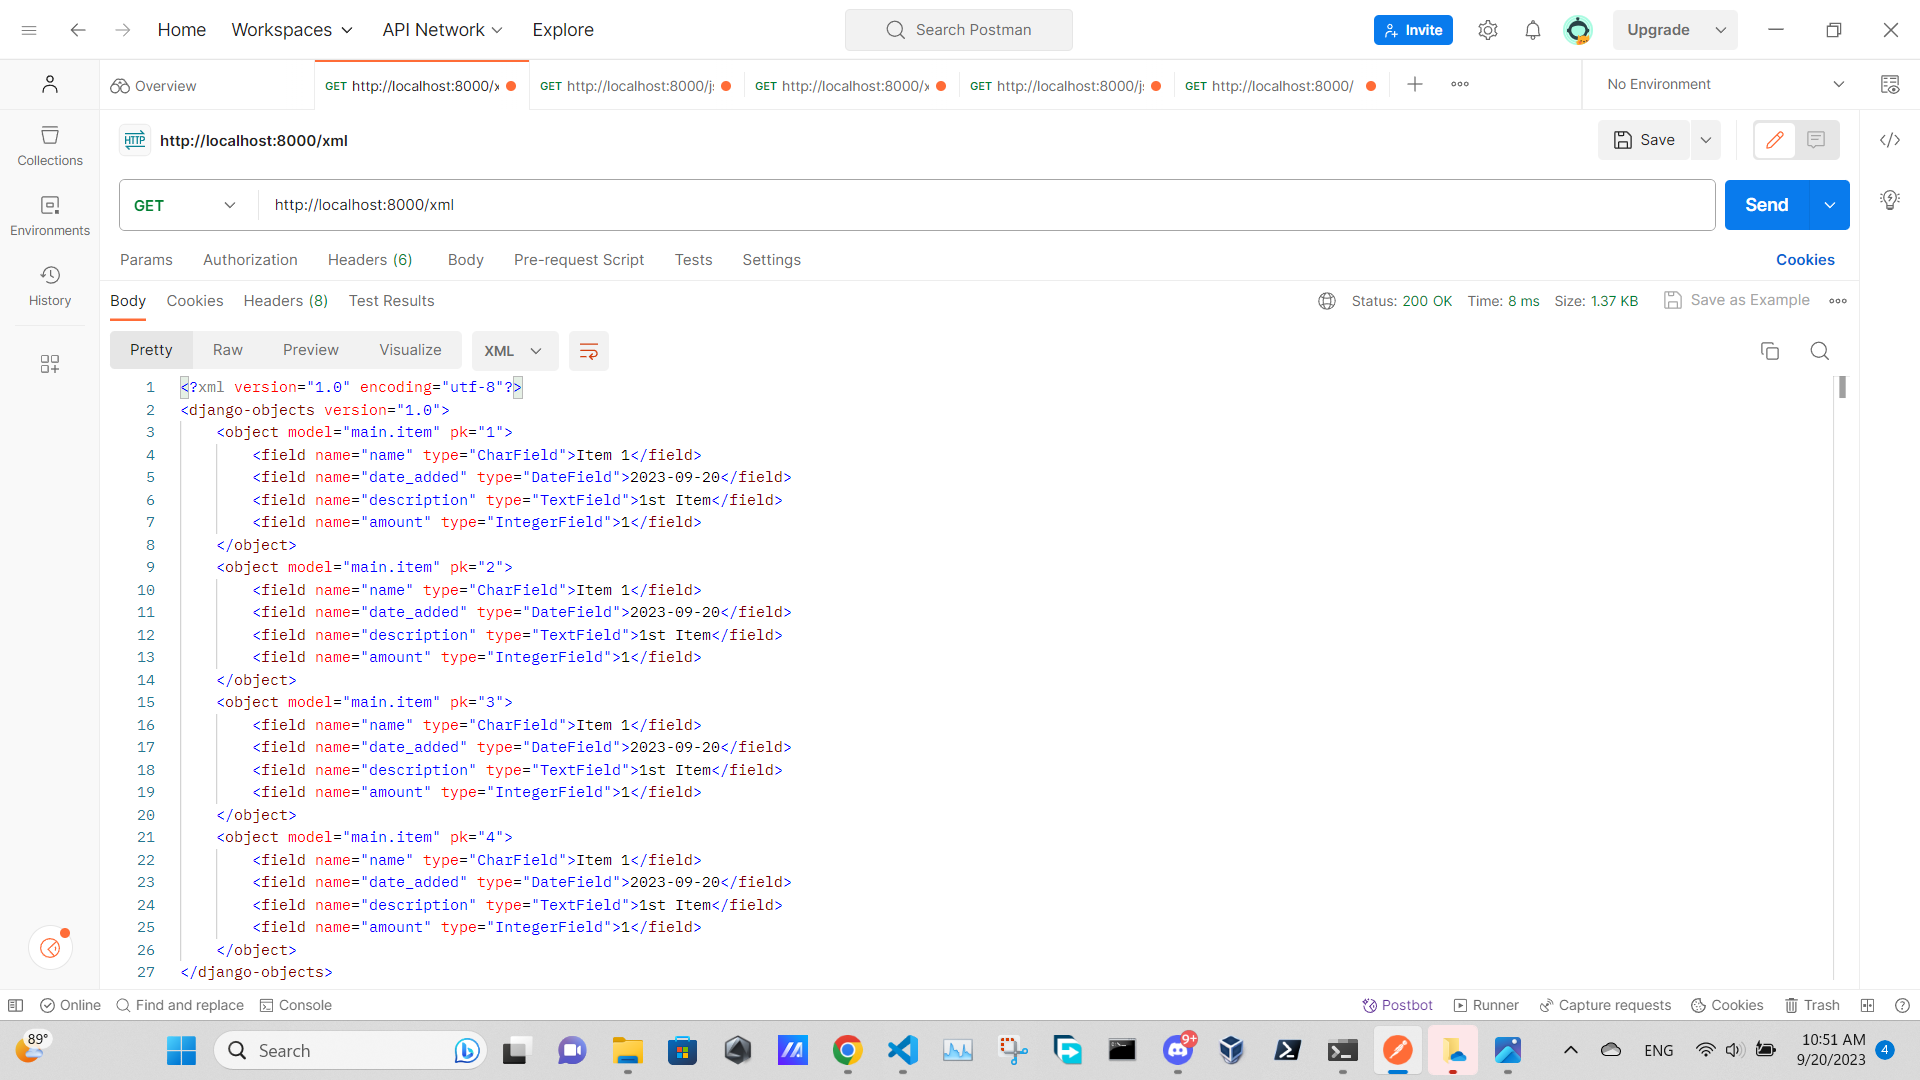 Home Workspaces API Network Explore Search Postman Invite Upgrade
Overview GET http://localhost:8000/x GET http://localhost:8000/j GET http://localhost:8000/x GET http://localhost:8000/j GET http://localhost:8000/ No Environment
HTTP http://localhost:8000/xml Save
Collections
GET http://localhost:8000/xml Send
Environments
Params Authorization Headers (6) Body Pre-request Script Tests Settings Cookies
History
Body Cookies Headers (8) Test Results Status: 200 OK Time: 8 ms Size: 1.37 KB Save as Example
Pretty Raw Preview Visualize XML
1 <?xml version="1.0" encoding="utf-8"?>
2 <django-objects version="1.0">
3 <object model="main.item" pk="1">
4 <field name="name" type="CharField">Item 1</field>
5 <field name="date_added" type="DateField">2023-09-20</field>
6 <field name="description" type="TextField">1st Item</field>
7 <field name="amount" type="IntegerField">1</field>
8 </object>
9 <object model="main.item" pk="2">
10 <field name="name" type="CharField">Item 1</field>
11 <field name="date_added" type="DateField">2023-09-20</field>
12 <field name="description" type="TextField">1st Item</field>
13 <field name="amount" type="IntegerField">1</field>
14 </object>
15 <object model="main.item" pk="3">
16 <field name="name" type="CharField">Item 1</field>
17 <field name="date_added" type="DateField">2023-09-20</field>
18 <field name="description" type="TextField">1st Item</field>
19 <field name="amount" type="IntegerField">1</field>
20 </object>
21 <object model="main.item" pk="4">
22 <field name="name" type="CharField">Item 1</field>
23 <field name="date_added" type="DateField">2023-09-20</field>
24 <field name="description" type="TextField">1st Item</field>
25 <field name="amount" type="IntegerField">1</field>
26 </object>
27 </django-objects>
Online Find and replace Console Postbot Runner Capture requests Cookies Trash
89° Search 9+ ENG 10:51 AM 4
9/20/2023